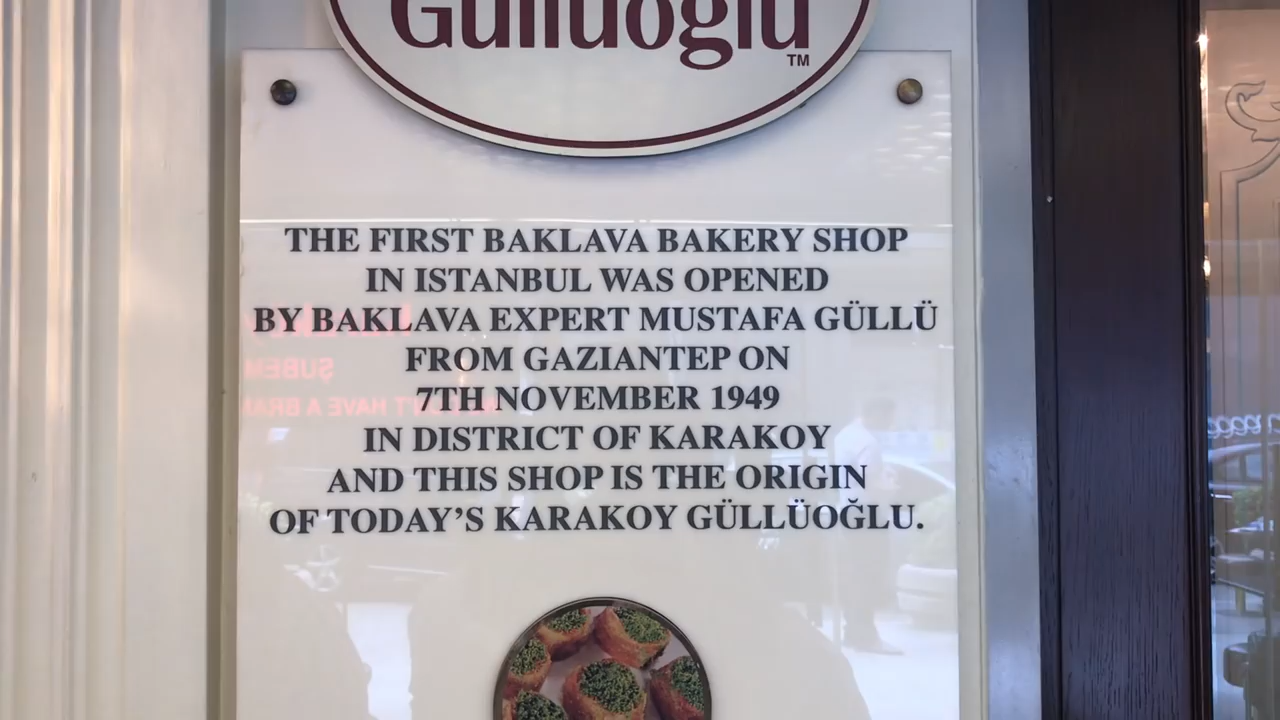 Güllüoğlu
TM
THE FIRST BAKLAVA BAKERY SHOP
IN ISTANBUL WAS OPENED
BY BAKLAVA EXPERT MUSTAFA GÜLLÜ
FROM GAZIANTEP ON
7TH NOVEMBER 1949
IN DISTRICT OF KARAKOY
AND THIS SHOP IS THE ORIGIN
OF TODAY'S KARAKOY GÜLLÜOĞLU.